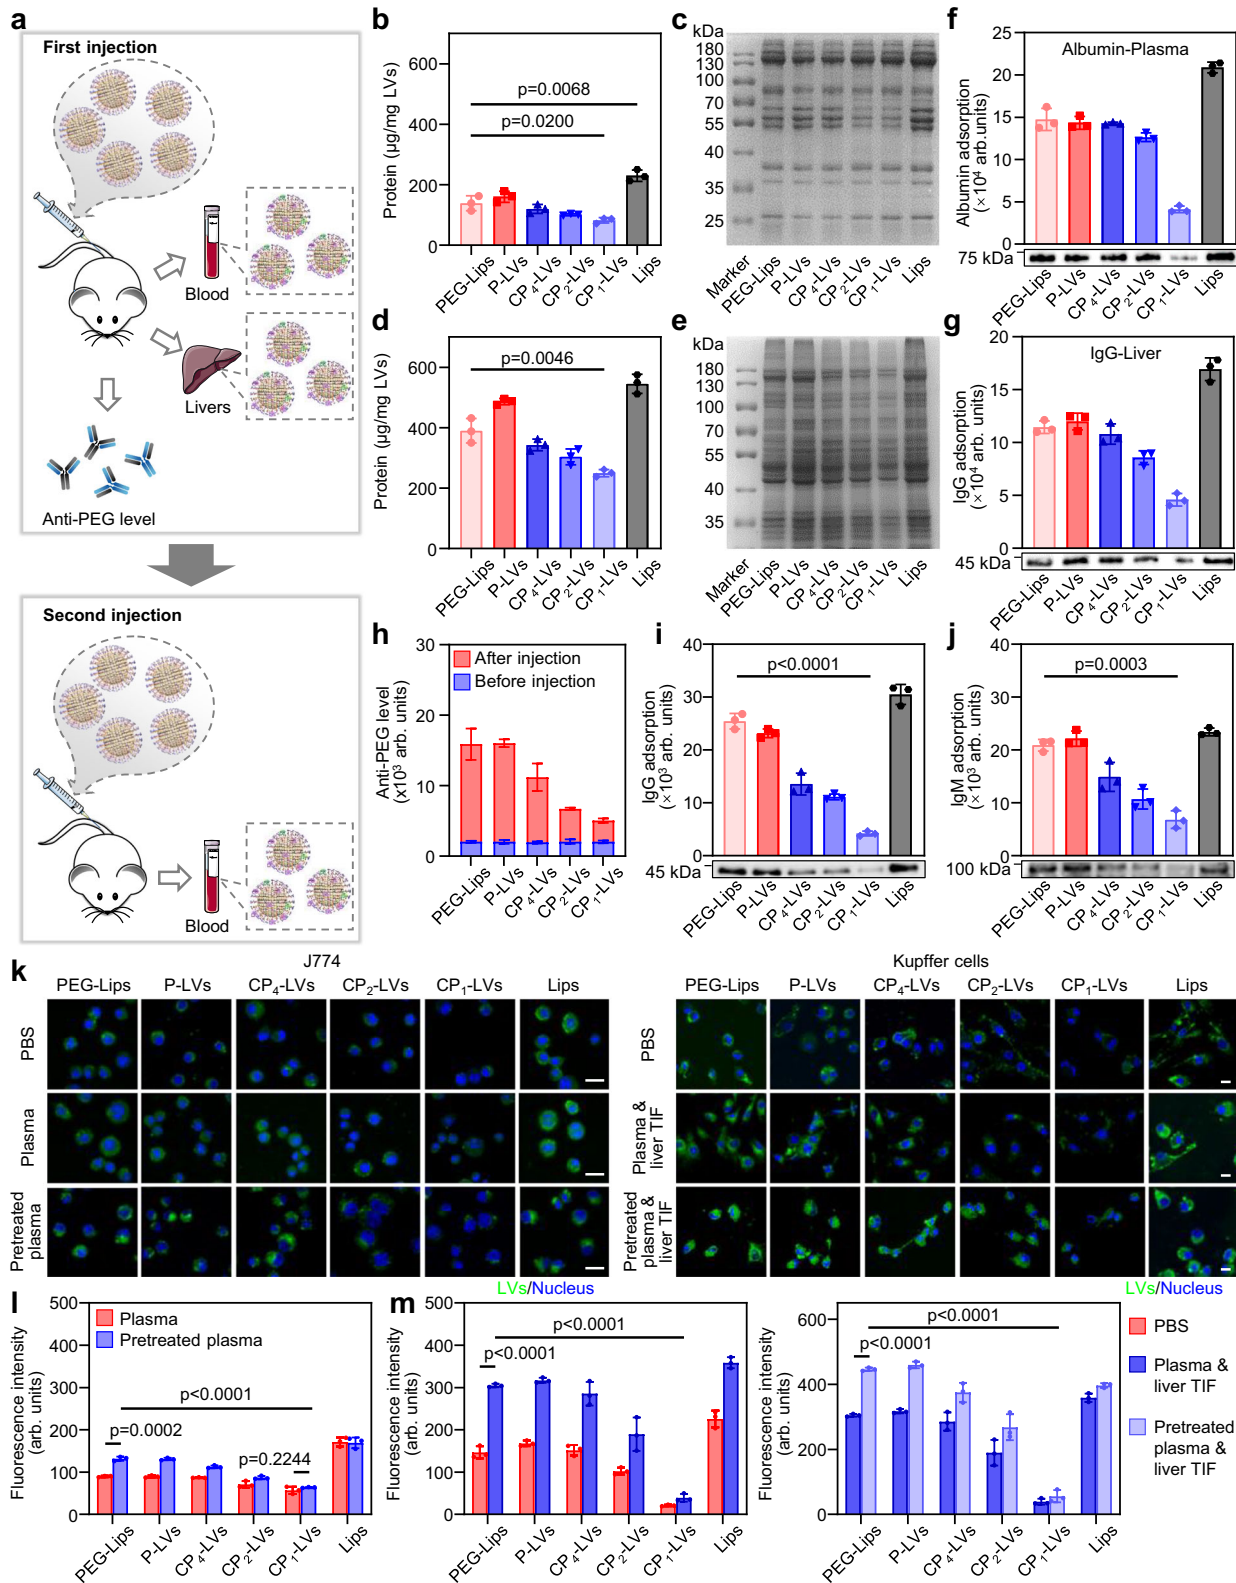 a
First injection
Blood
Livers
Anti-PEG level
Second injection
Blood
b
Protein (µg/mg LVs)
600
400
200
0
p=0.0068
p=0.0200
PEG-Lips
P-LVs
CP4-LVs
CP2-LVs
CP1-LVs
Lips
c
kDa
180
130
100
70
55
40
35
25
Marker
PEG-Lips
P-LVs
CP4-LVs
CP2-LVs
CP1-LVs
Lips
f
Albumin-Plasma
Albumin adsorption
(×10⁴ arb.units)
25
20
15
10
5
0
75 kDa
PEG-Lips
P-LVs
CP4-LVs
CP2-LVs
CP1-LVs
Lips
d
Protein (µg/mg LVs)
600
400
200
0
p=0.0046
PEG-Lips
P-LVs
CP4-LVs
CP2-LVs
CP1-LVs
Lips
e
kDa
180
130
100
70
55
40
35
Marker
PEG-Lips
P-LVs
CP4-LVs
CP2-LVs
CP1-LVs
Lips
g
IgG-Liver
IgG adsorption
(×10⁴ arb. units)
20
15
10
5
0
45 kDa
PEG-Lips
P-LVs
CP4-LVs
CP2-LVs
CP1-LVs
Lips
h
Anti-PEG level
(x10³ arb. units)
30
20
10
0
After injection
Before injection
PEG-Lips
P-LVs
CP4-LVs
CP2-LVs
CP1-LVs
i
IgG adsorption
(×10³ arb. units)
40
30
20
10
0
p<0.0001
45 kDa
PEG-Lips
P-LVs
CP4-LVs
CP2-LVs
CP1-LVs
Lips
j
IgM adsorption
(×10³ arb. units)
40
30
20
10
0
p=0.0003
100 kDa
PEG-Lips
P-LVs
CP4-LVs
CP2-LVs
CP1-LVs
Lips
k
J774
PEG-Lips P-LVs CP4-LVs CP2-LVs CP1-LVs Lips
PBS
Plasma
Pretreated
plasma
LVs/Nucleus
Kupffer cells
PEG-Lips P-LVs CP4-LVs CP2-LVs CP1-LVs Lips
PBS
Plasma &
liver TIF
Pretreated
plasma &
liver TIF
LVs/Nucleus
l
Fluorescence intensity
(arb. units)
500
400
300
200
100
0
Plasma
Pretreated plasma
p<0.0001
p=0.0002
p=0.2244
PEG-Lips
P-LVs
CP4-LVs
CP2-LVs
CP1-LVs
Lips
m
Fluorescence intensity
(arb. units)
500
400
300
200
100
0
p<0.0001
p<0.0001
PEG-Lips
P-LVs
CP4-LVs
CP2-LVs
CP1-LVs
Lips
Fluorescence intensity
(arb. units)
600
400
200
0
p<0.0001
p<0.0001
PEG-Lips
P-LVs
CP4-LVs
CP2-LVs
CP1-LVs
Lips
PBS
Plasma &
liver TIF
Pretreated
plasma &
liver TIF